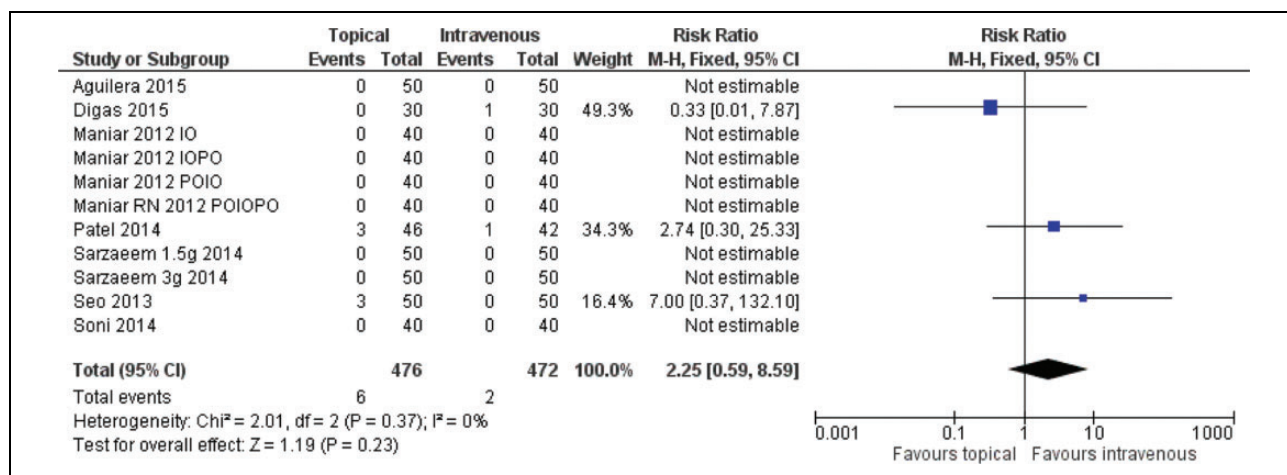 Topical Intravenous Risk Ratio Risk Ratio
Study or Subgroup Events Total Events Total Weight M-H, Fixed, 95% CI M-H, Fixed, 95% CI
Aguilera 2015 0 50 0 50 Not estimable
Digas 2015 0 30 1 30 49.3% 0.33 [0.01, 7.87]
Maniar 2012 IO 0 40 0 40 Not estimable
Maniar 2012 IOPO 0 40 0 40 Not estimable
Maniar 2012 POIO 0 40 0 40 Not estimable
Maniar RN 2012 POIOPO 0 40 0 40 Not estimable
Patel 2014 3 46 1 42 34.3% 2.74 [0.30, 25.33]
Sarzaeem 1.5g 2014 0 50 0 50 Not estimable
Sarzaeem 3g 2014 0 50 0 50 Not estimable
Seo 2013 3 50 0 50 16.4% 7.00 [0.37, 132.10]
Soni 2014 0 40 0 40 Not estimable
Total (95% CI) 476 472 100.0% 2.25 [0.59, 8.59]
Total events 6 2
Heterogeneity: Chi² = 2.01, df = 2 (P = 0.37); I² = 0%
Test for overall effect: Z = 1.19 (P = 0.23)
0.001 0.1 1 10 1000
Favours topical Favours intravenous